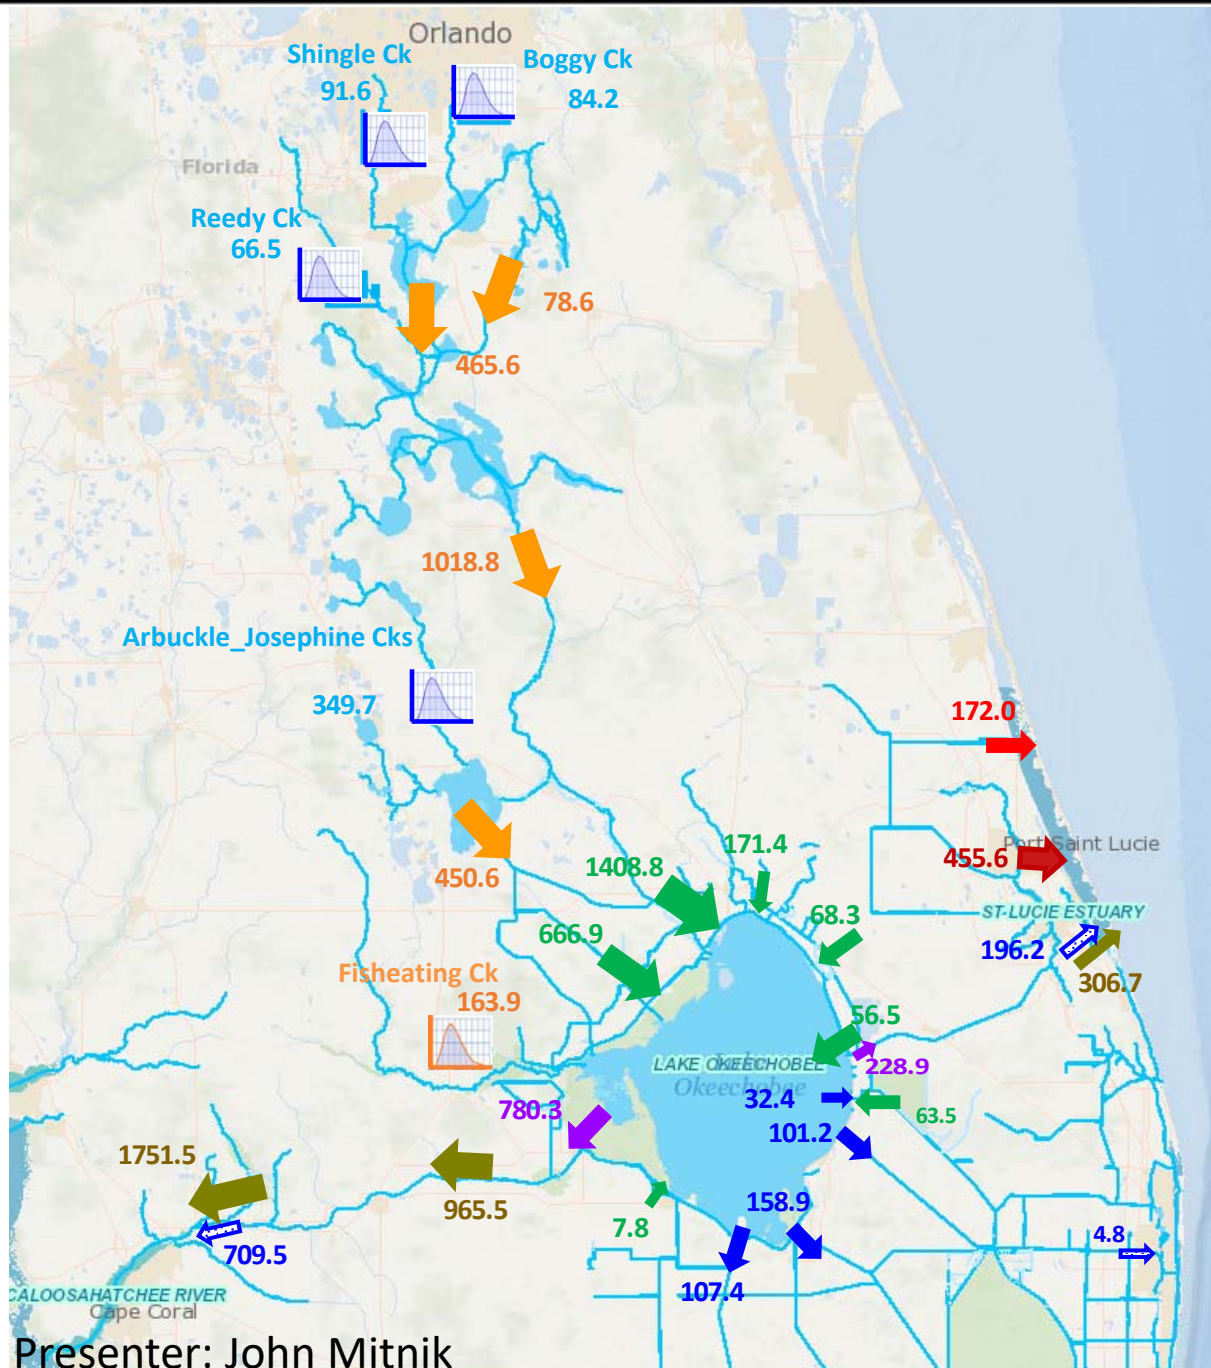 Orlando
Shingle Ck
91.6
Boggy Ck
84.2
Florida
Reedy Ck
66.5
78.6
465.6
1018.8
Arbuckle_Josephine Cks
349.7
172.0
171.4
Port Saint Lucie
455.6
1408.8
450.6
68.3
ST-LUCIE ESTUARY
666.9
196.2
Fisheating Ck
163.9
306.7
56.5
LAKE OKEECHOBEE
228.9
Okeechobee
32.4
780.3
63.5
101.2
1751.5
158.9
965.5
7.8
4.8
709.5
107.4
CALOOSAHATCHEE RIVER
Cape Coral
Presenter: John Mitnik